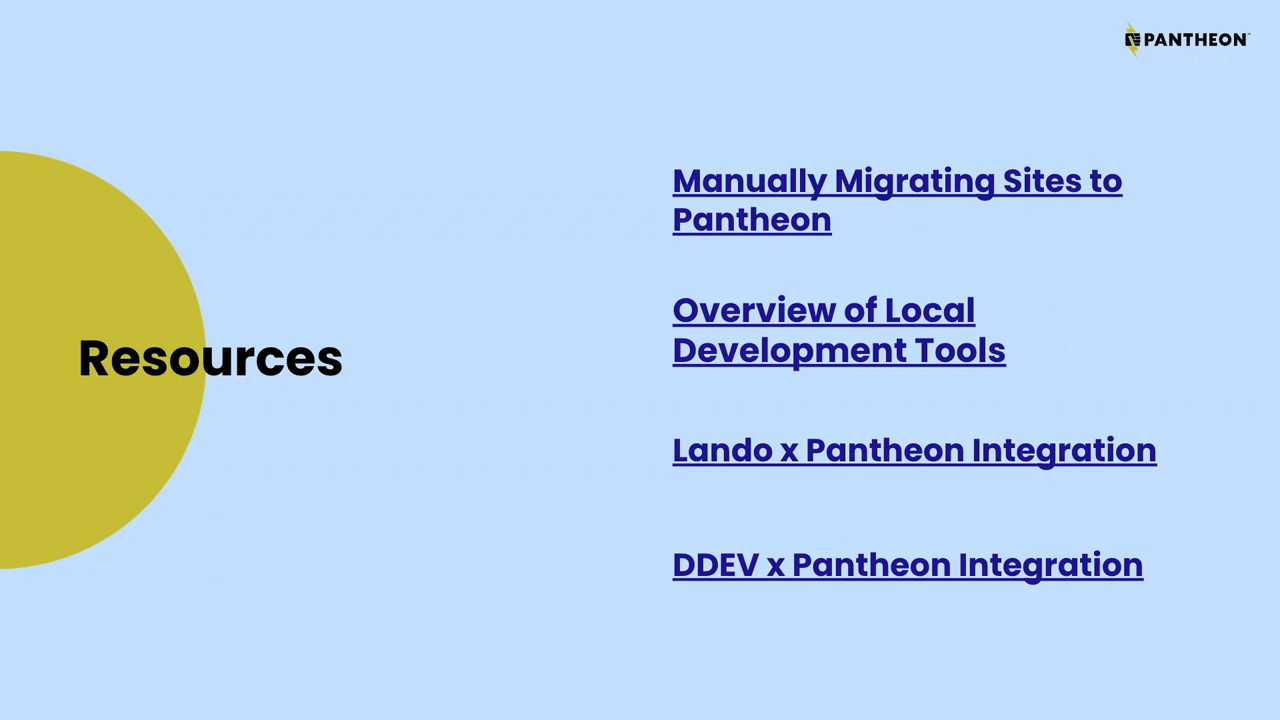 PANTHEON
Resources
Manually Migrating Sites to
Pantheon
Overview of Local
Development Tools
Lando x Pantheon Integration
DDEV x Pantheon Integration